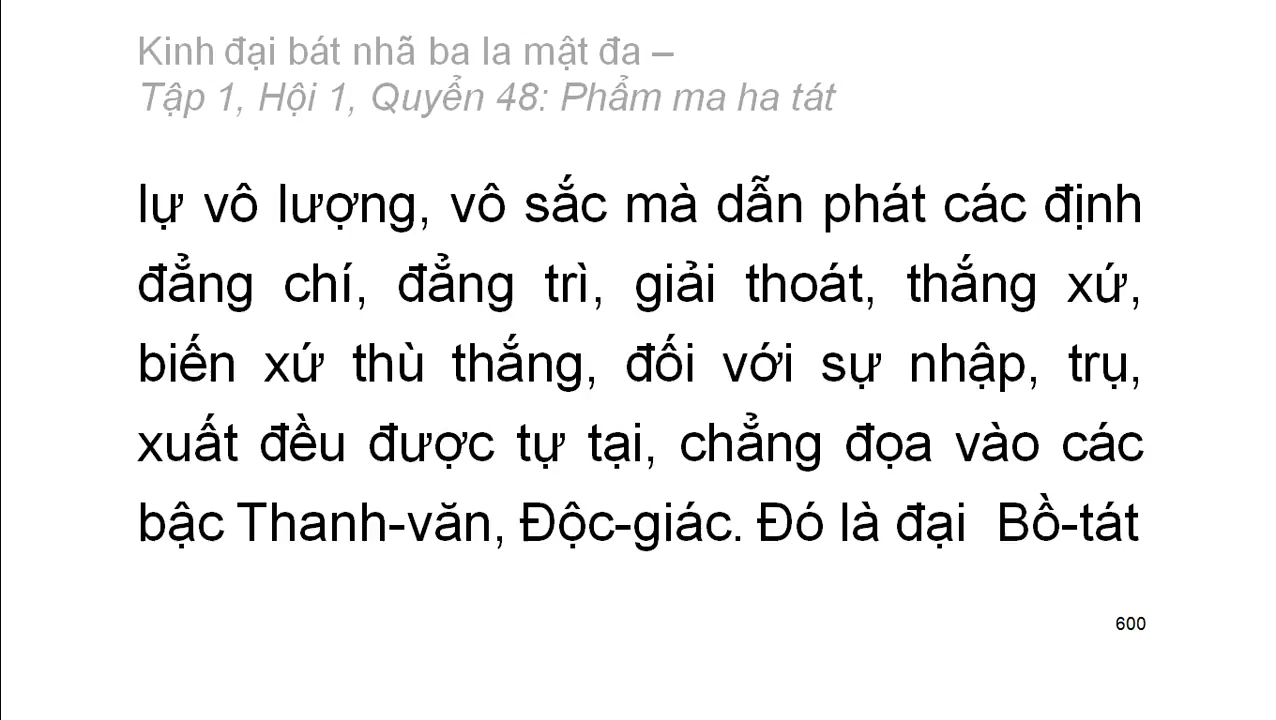 Kinh đại bát nhã ba la mật đa –
Tập 1, Hội 1, Quyển 48: Phẩm ma ha tát
lự vô lượng, vô sắc mà dẫn phát các định
đẳng chí, đẳng trì, giải thoát, thắng xứ,
biến xứ thù thắng, đối với sự nhập, trụ,
xuất đều được tự tại, chẳng đọa vào các
bậc Thanh-văn, Độc-giác. Đó là đại  Bồ-tát
600